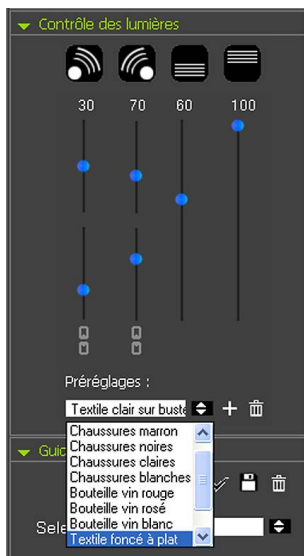 Contrôle des lumières
30 70 60 100
Préréglages :
Textile clair sur buste
Chaussures marron
Chaussures noires
Chaussures claires
Chaussures blanches
Bouteille vin rouge
Bouteille vin rosé
Bouteille vin blanc
Textile foncé à plat